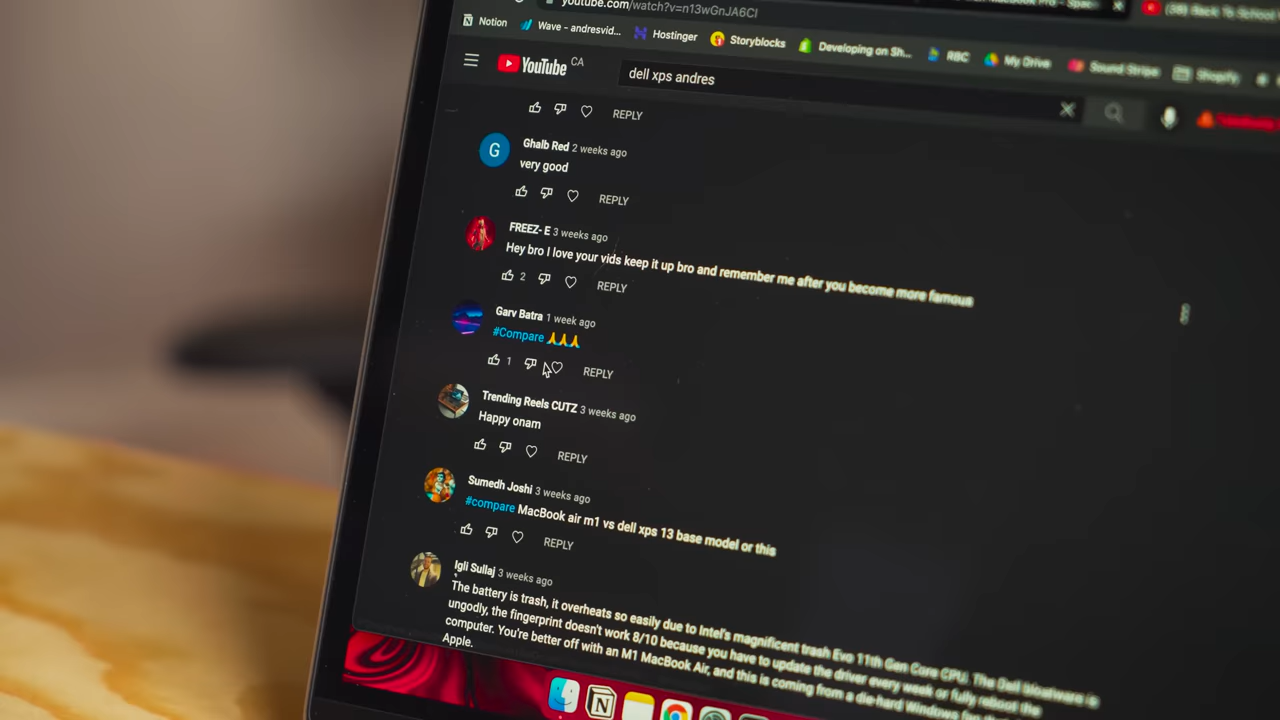 youtube.com/watch?v=n13wGnJA6CI
Notion
Wave - andresvid...
Hostinger
Storyblocks
Developing on Sh...
RBC
My Drive
Sound Stripe
Shopify
YouTube CA
dell xps andres
REPLY
G
Ghalb Red 2 weeks ago
very good
REPLY
FREEZ- E 3 weeks ago
Hey bro I love your vids keep it up bro and remember me after you become more famous
2 REPLY
Garv Batra 1 week ago
#Compare 🙏🙏🙏
1 REPLY
Trending Reels CUTZ 3 weeks ago
Happy onam
REPLY
Sumedh Joshi 3 weeks ago
#compare MacBook air m1 vs dell xps 13 base model or this
REPLY
Igli Sullaj 3 weeks ago
The battery is trash, it overheats so easily due to Intel's magnificent trash Evo 11th Gen Core CPU. The Dell bloatware is
ungodly, the fingerprint doesn't work 8/10 because you have to update the driver every week or fully reboot the
computer. You're better off with an M1 MacBook Air, and this is coming from a die-hard Windows
Apple.